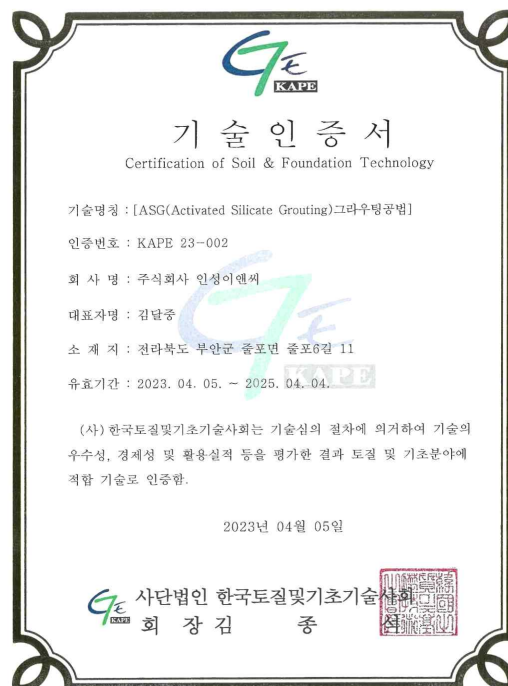 KAPE
기 술 인 증 서
Certification of Soil & Foundation Technology
기술명칭 : [ASG(Activated Silicate Grouting)그라우팅공법]
인증번호 : KAPE 23-002
회 사 명 : 주식회사 인성이앤씨
대표자명 : 김달중
소 재 지 : 전라북도 부안군 줄포면 줄포6길 11
유효기간 : 2023. 04. 05. ~ 2025. 04. 04.
KAPE
(사)한국토질및기초기술사회는 기술심의 절차에 의거하여 기술의
우수성, 경제성 및 활용실적 등을 평가한 결과 토질 및 기초분야에
적합 기술로 인증함.
2023년 04월 05일
KAPE
사단법인 한국토질및기초기술사회
회 장 김 종 석